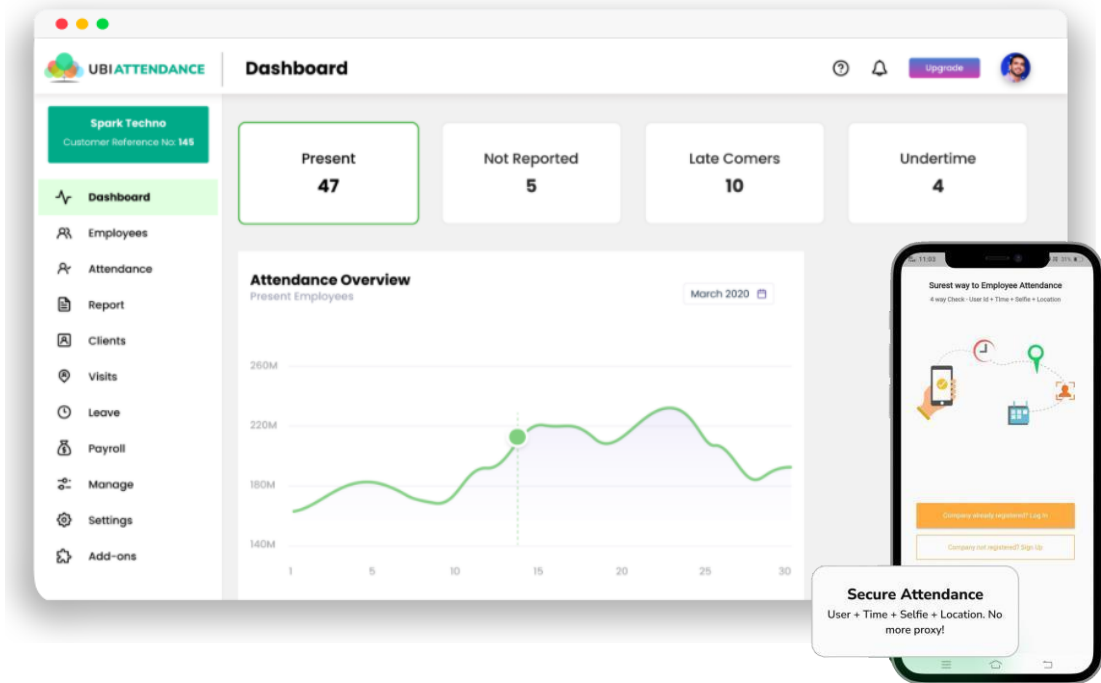 UBIATTENDANCE
Dashboard
Upgrade
Spark Techno
Customer Reference No: 145
Dashboard
Employees
Attendance
Report
Clients
Visits
Leave
Payroll
Manage
Settings
Add-ons
Present
47
Not Reported
5
Late Comers
10
Undertime
4
Attendance Overview
Present Employees
March 2020
260M
220M
180M
140M
1 5 10 15 20 25 30
11:03
Surest way to Employee Attendance
4 way Check - User Id + Time + Selfie + Location
Company already registered? Log In
Company not registered? Sign Up
Secure Attendance
User + Time + Selfie + Location. No
more proxy!